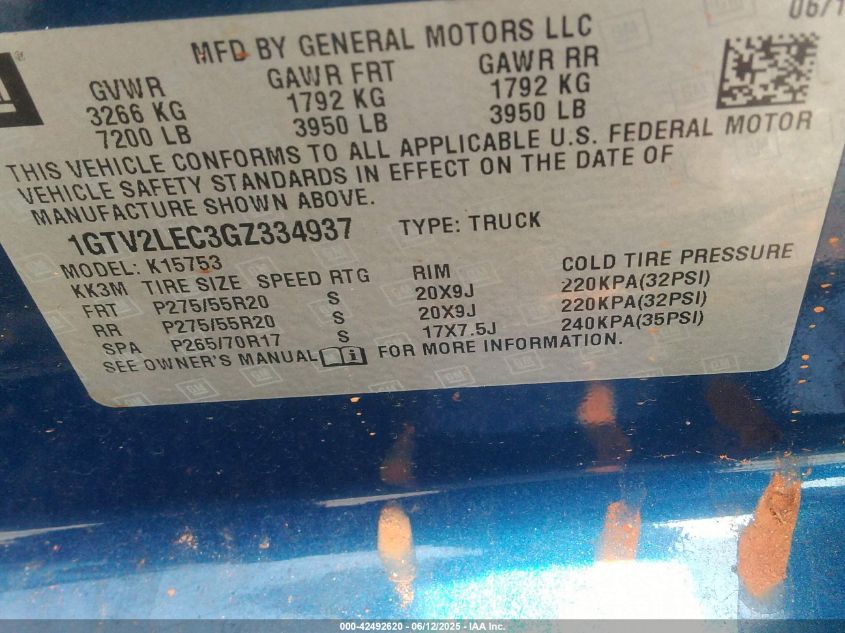 06/1
MFD BY GENERAL MOTORS LLC
GVWR GAWR FRT GAWR RR
3266 KG 1792 KG 1792 KG
7200 LB 3950 LB 3950 LB
THIS VEHICLE CONFORMS TO ALL APPLICABLE U.S. FEDERAL MOTOR
VEHICLE SAFETY STANDARDS IN EFFECT ON THE DATE OF
MANUFACTURE SHOWN ABOVE.
1GTV2LEC3GZ334937 TYPE: TRUCK
MODEL: K15753
KK3M TIRE SIZE SPEED RTG RIM COLD TIRE PRESSURE
FRT P275/55R20 S 20X9J 220KPA(32PSI)
RR P275/55R20 S 20X9J 220KPA(32PSI)
SPA P265/70R17 S 17X7.5J 240KPA(35PSI)
SEE OWNER'S MANUAL FOR MORE INFORMATION.
000-42492620 - 06/12/2025 - IAA Inc.